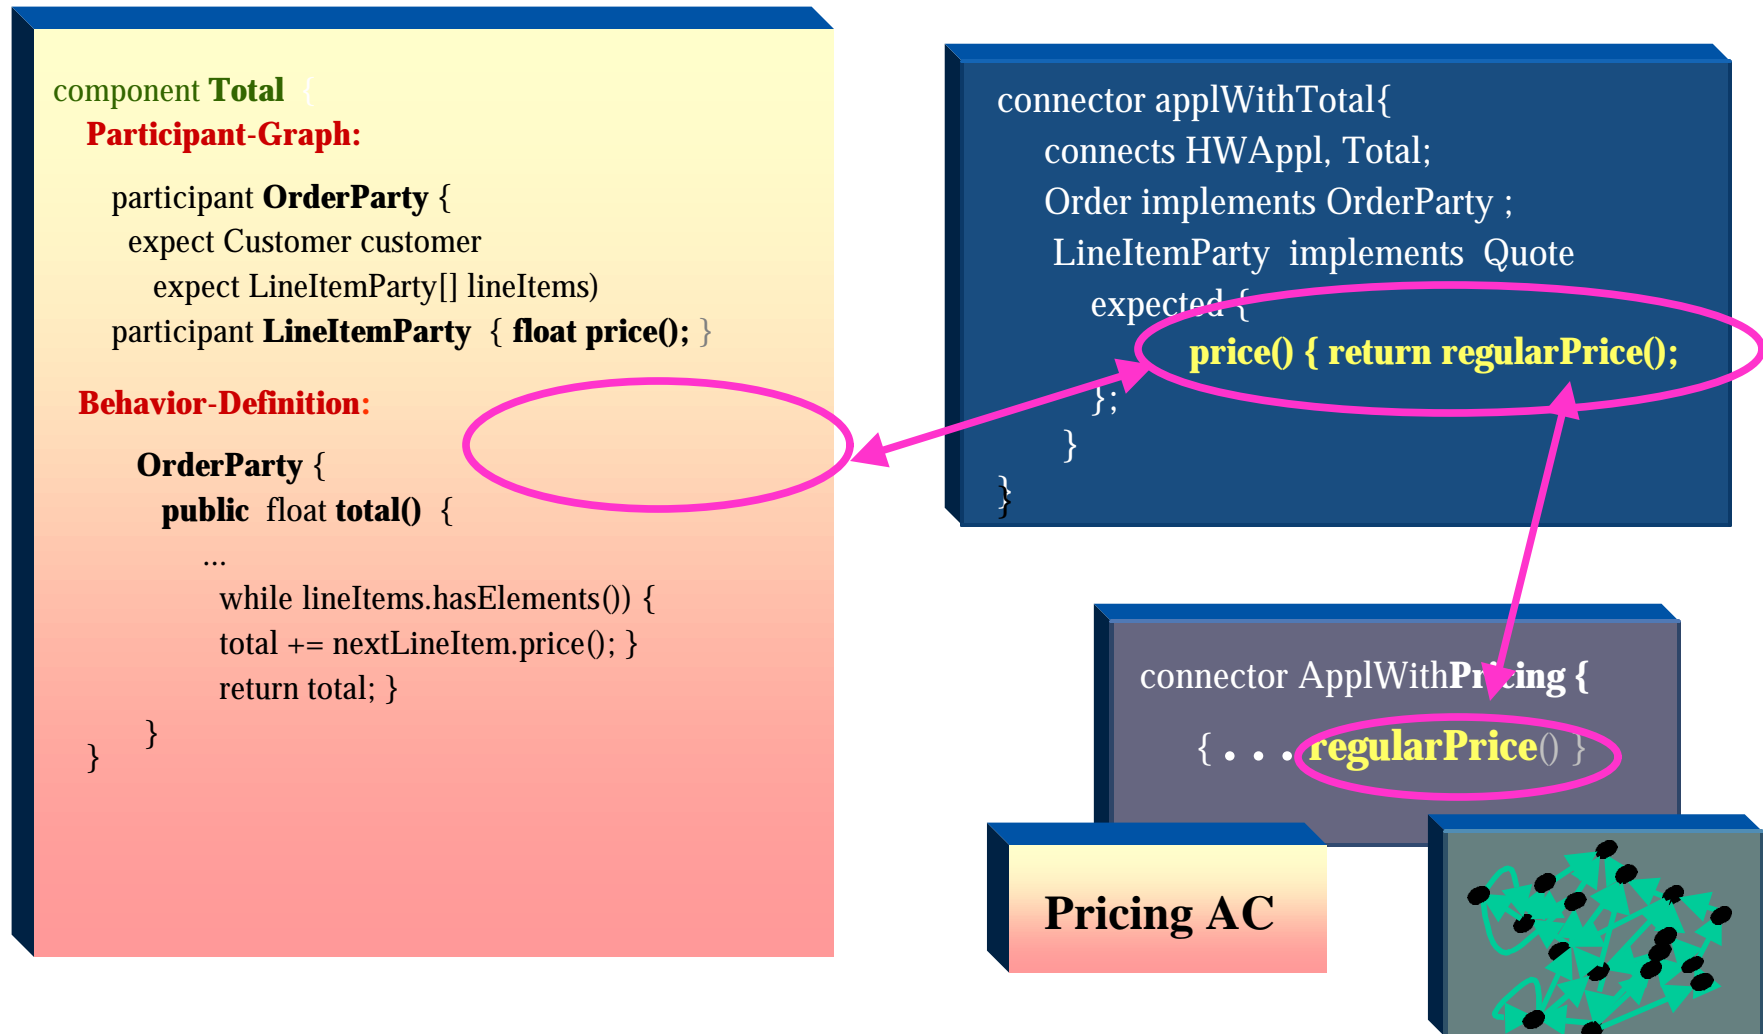 component Total {
Participant-Graph:
participant OrderParty {
expect Customer customer
expect LineItemParty[] lineItems)
participant LineItemParty { float price(); }
Behavior-Definition:
OrderParty {
public float total() {
...
while lineItems.hasElements()) {
total += nextLineItem.price(); }
return total; }
}
}
connector applWithTotal{
connects HWAppl, Total;
Order implements OrderParty ;
LineItemParty implements Quote
expected {
price() { return regularPrice();
};
}
}
}
connector ApplWithPricing {
{ . . . regularPrice() }
Pricing AC